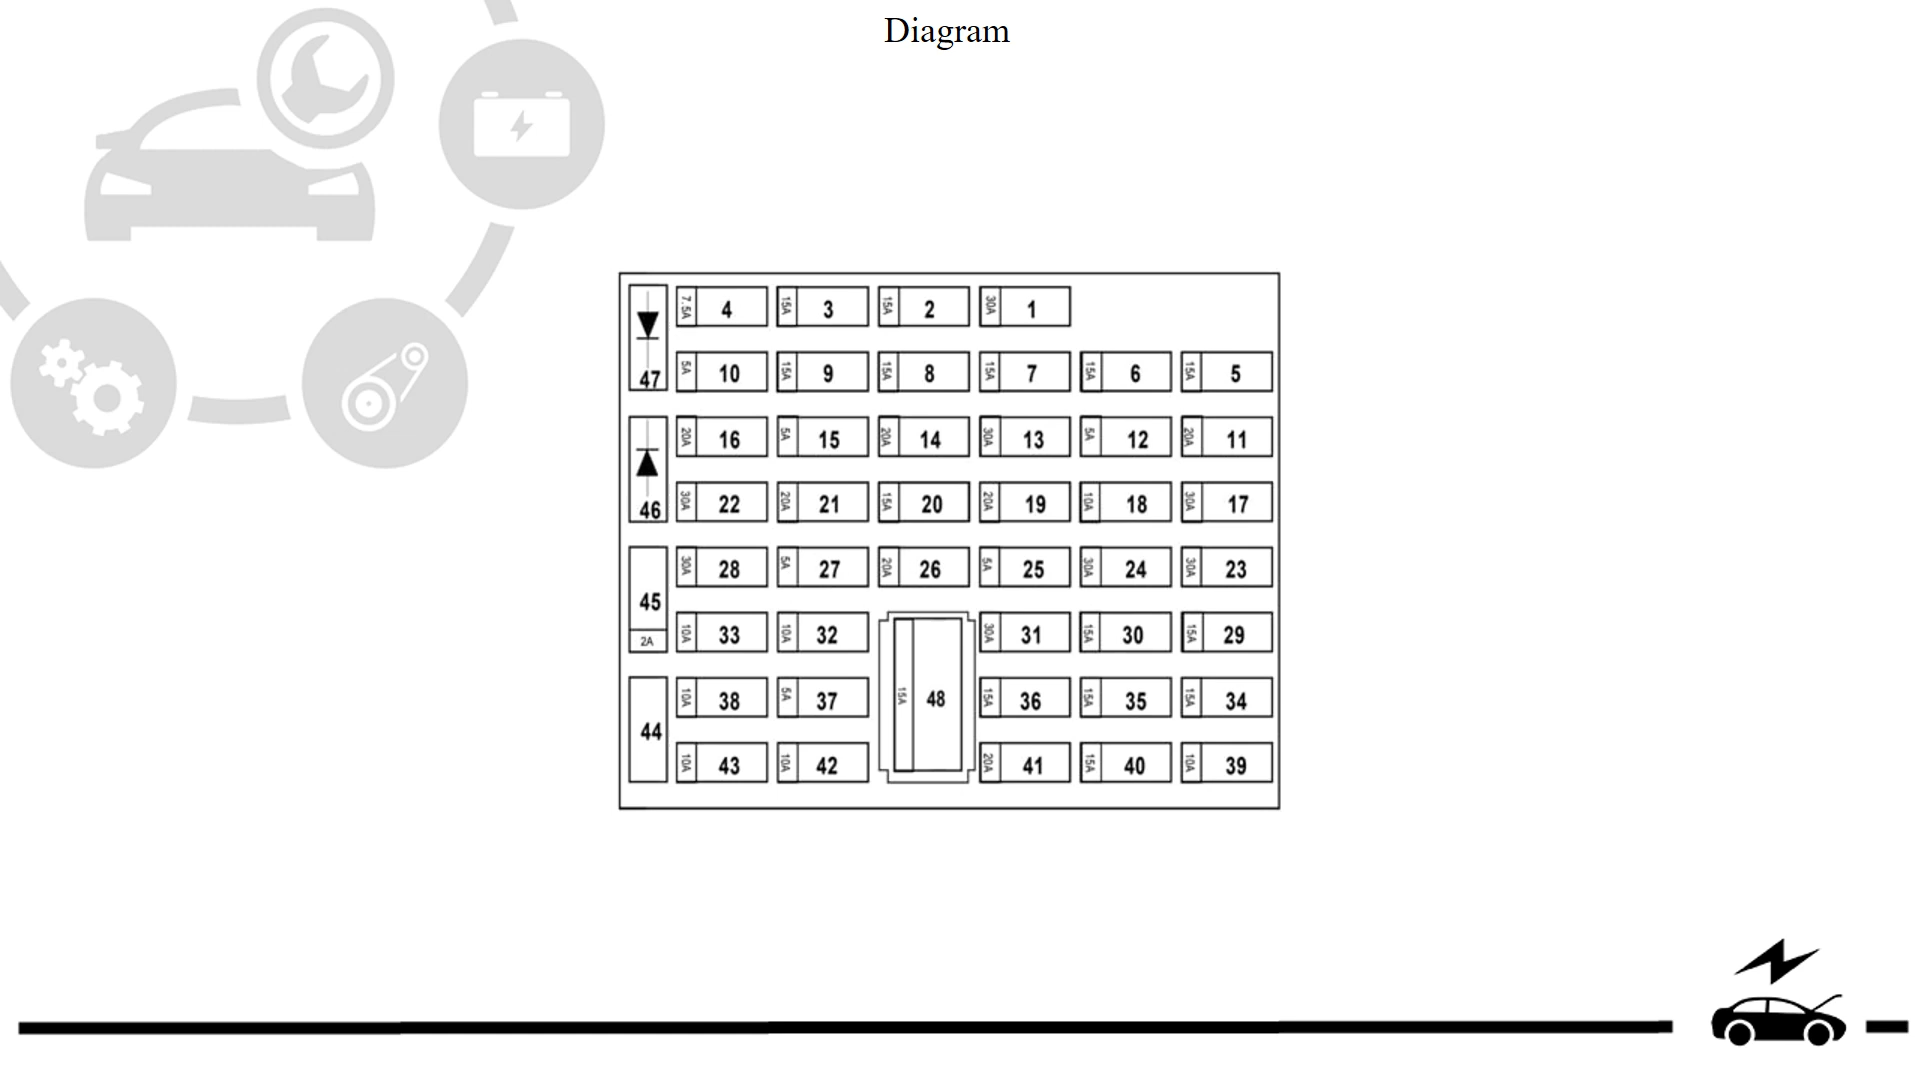 Diagram
7.5A 4 15A 3 15A 2 30A 1
47 5A 10 15A 9 15A 8 15A 7 15A 6 15A 5
20A 16 5A 15 20A 14 30A 13 5A 12 20A 11
46 30A 22 20A 21 15A 20 20A 19 10A 18 30A 17
30A 28 5A 27 20A 26 5A 25 30A 24 30A 23
45
2A 10A 33 10A 32 30A 31 15A 30 15A 29
44 10A 38 5A 37 15A 48 15A 36 15A 35 15A 34
10A 43 10A 42 20A 41 15A 40 10A 39